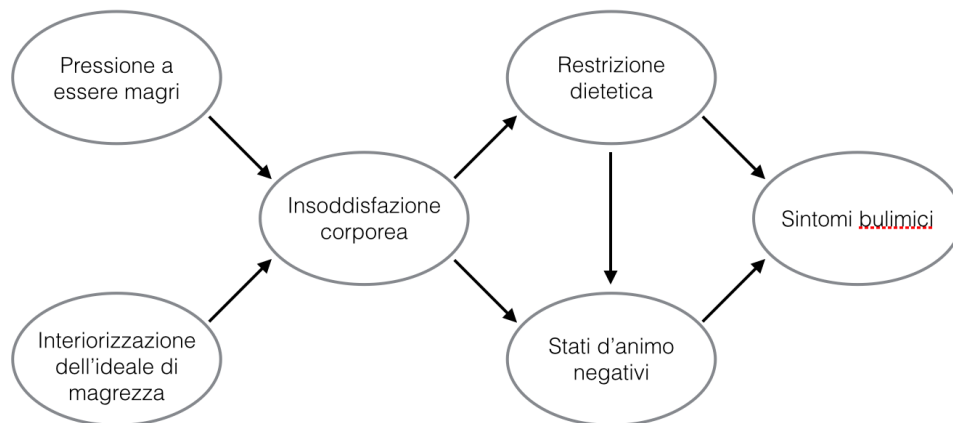 Pressione a
essere magri
Restrizione
dietetica
Insoddisfazione
corporea
Sintomi bulimici
Interiorizzazione
dell'ideale di
magrezza
Stati d'animo
negativi